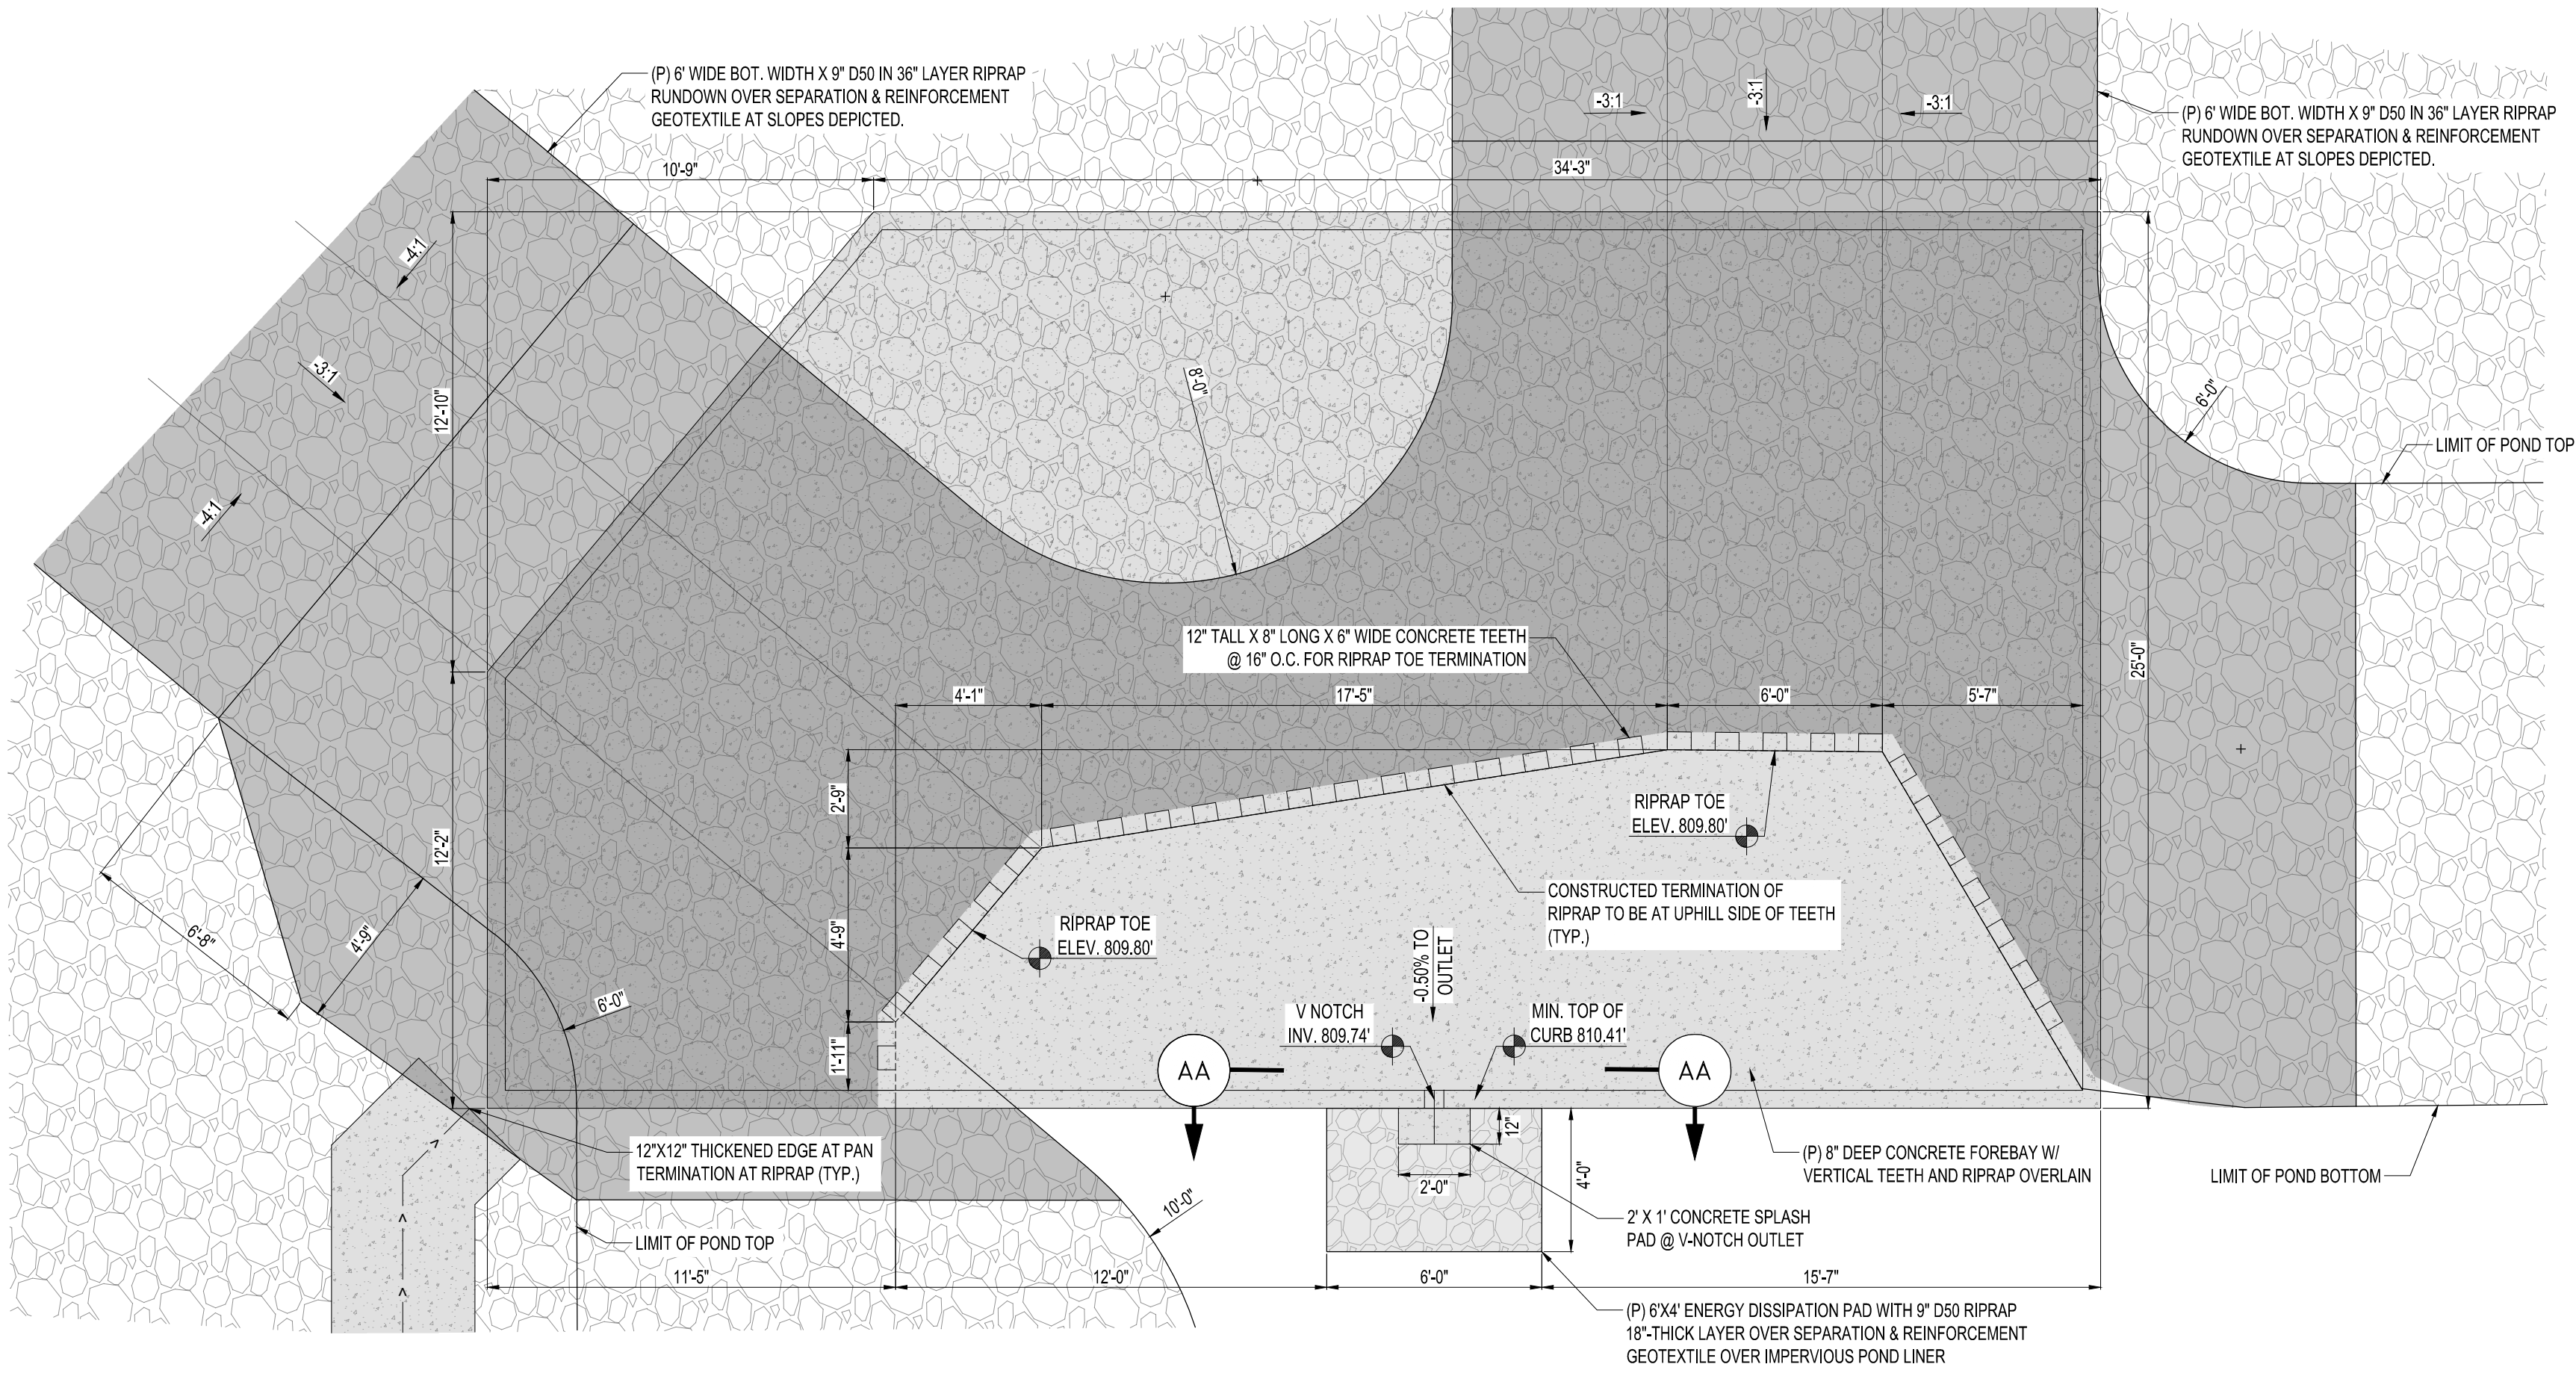 (P) 6' WIDE BOT. WIDTH X 9" D50 IN 36" LAYER RIPRAP
RUNDOWN OVER SEPARATION & REINFORCEMENT
GEOTEXTILE AT SLOPES DEPICTED.
-3:1
-3:1
-3:1
(P) 6' WIDE BOT. WIDTH X 9" D50 IN 36" LAYER RIPRAP
RUNDOWN OVER SEPARATION & REINFORCEMENT
GEOTEXTILE AT SLOPES DEPICTED.
10'-9"
34'-3"
-4:1
-3:1
-4:1
12'-10"
8'-0"
6'-0"
LIMIT OF POND TOP
12" TALL X 8" LONG X 6" WIDE CONCRETE TEETH
@ 16" O.C. FOR RIPRAP TOE TERMINATION
25'-0"
4'-1"
17'-5"
6'-0"
5'-7"
2'-9"
RIPRAP TOE
ELEV. 809.80'
12'-2"
CONSTRUCTED TERMINATION OF
RIPRAP TO BE AT UPHILL SIDE OF TEETH
(TYP.)
RIPRAP TOE
ELEV. 809.80'
4'-9"
6'-8"
4'-9"
-0.50% TO
OUTLET
6'-0"
V NOTCH
INV. 809.74'
MIN. TOP OF
CURB 810.41'
1'-11"
AA
AA
12"
12"X12" THICKENED EDGE AT PAN
TERMINATION AT RIPRAP (TYP.)
(P) 8" DEEP CONCRETE FOREBAY W/
VERTICAL TEETH AND RIPRAP OVERLAIN
LIMIT OF POND BOTTOM
2'-0"
4'-0"
10'-0"
2' X 1' CONCRETE SPLASH
PAD @ V-NOTCH OUTLET
LIMIT OF POND TOP
11'-5"
12'-0"
6'-0"
15'-7"
(P) 6'X4' ENERGY DISSIPATION PAD WITH 9" D50 RIPRAP
18"-THICK LAYER OVER SEPARATION & REINFORCEMENT
GEOTEXTILE OVER IMPERVIOUS POND LINER